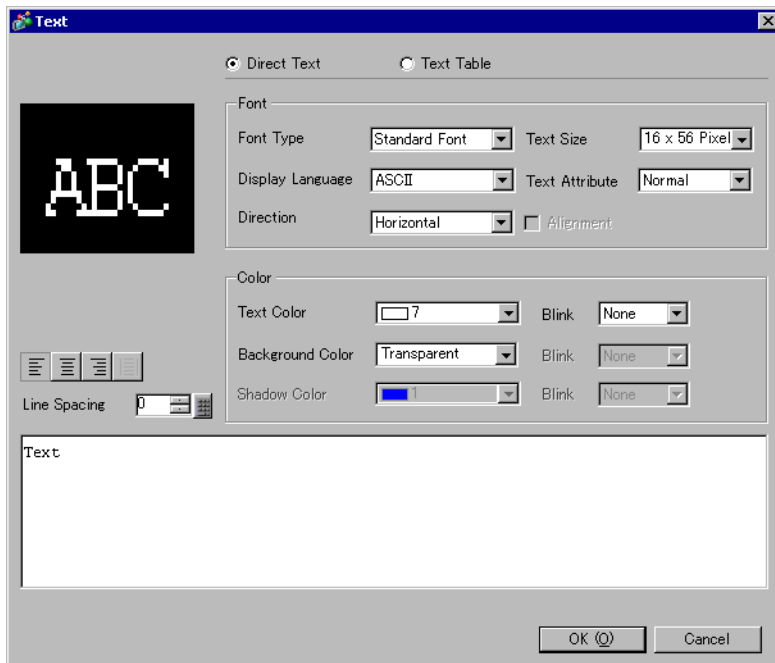 Text
Direct Text Text Table
ABC
Font
Font Type Standard Font Text Size 16 x 56 Pixel
Display Language ASCII Text Attribute Normal
Direction Horizontal Alignment
Color
Text Color 7 Blink None
Background Color Transparent Blink None
Shadow Color 1 Blink None
Line Spacing 0
Text
OK (O) Cancel